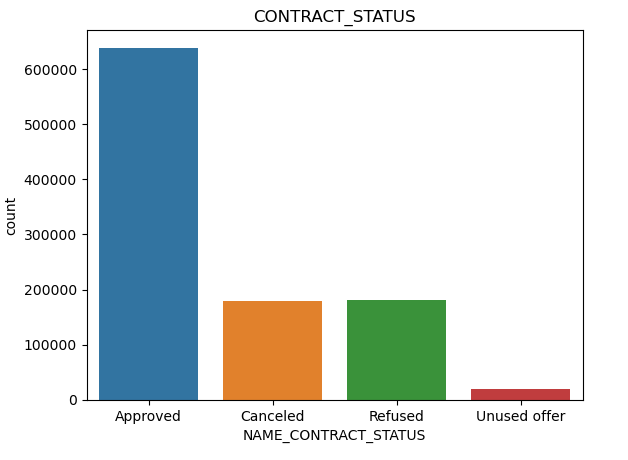 CONTRACT_STATUS
600000
500000
400000
300000
200000
100000
0
count
Approved Canceled Refused Unused offer
NAME_CONTRACT_STATUS